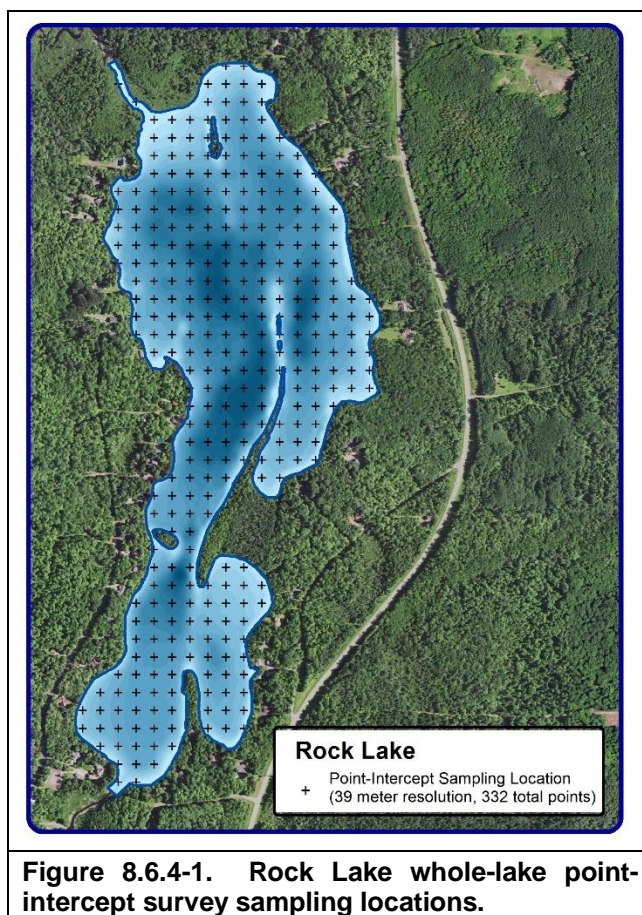 Rock Lake
+ Point-Intercept Sampling Location
(39 meter resolution, 332 total points)
Figure 8.6.4-1. Rock Lake whole-lake point-
intercept survey sampling locations.